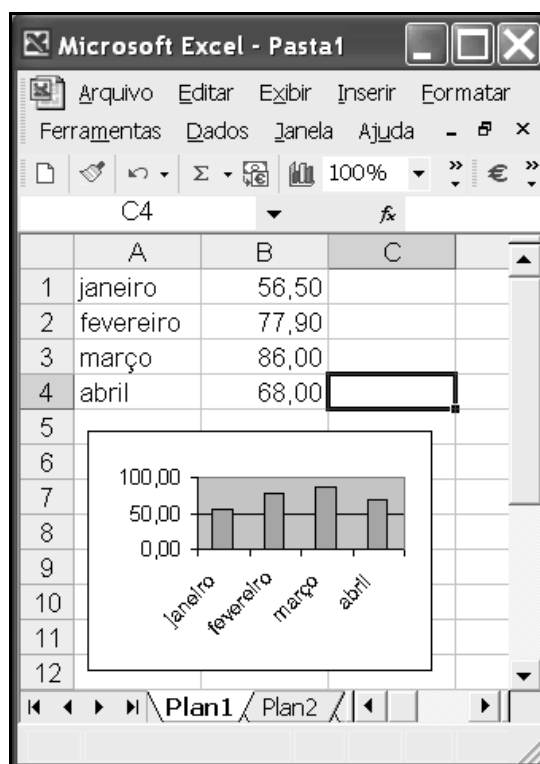 Microsoft Excel - Pasta1
Arquivo Editar Exibir Inserir Formatar
Ferramentas Dados Janela Ajuda
Σ 100% » € »
C4 fx
A B C
1 janeiro 56,50
2 fevereiro 77,90
3 março 86,00
4 abril 68,00
5
6
7
8
9
10
11
12
100,00
50,00
0,00
janeiro fevereiro março abril
Plan1 Plan2